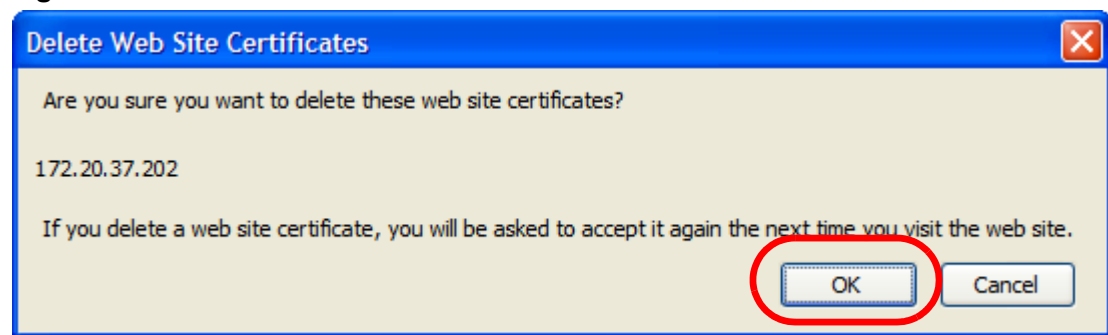 Delete Web Site Certificates
Are you sure you want to delete these web site certificates?
172.20.37.202
If you delete a web site certificate, you will be asked to accept it again the next time you visit the web site.
OK Cancel